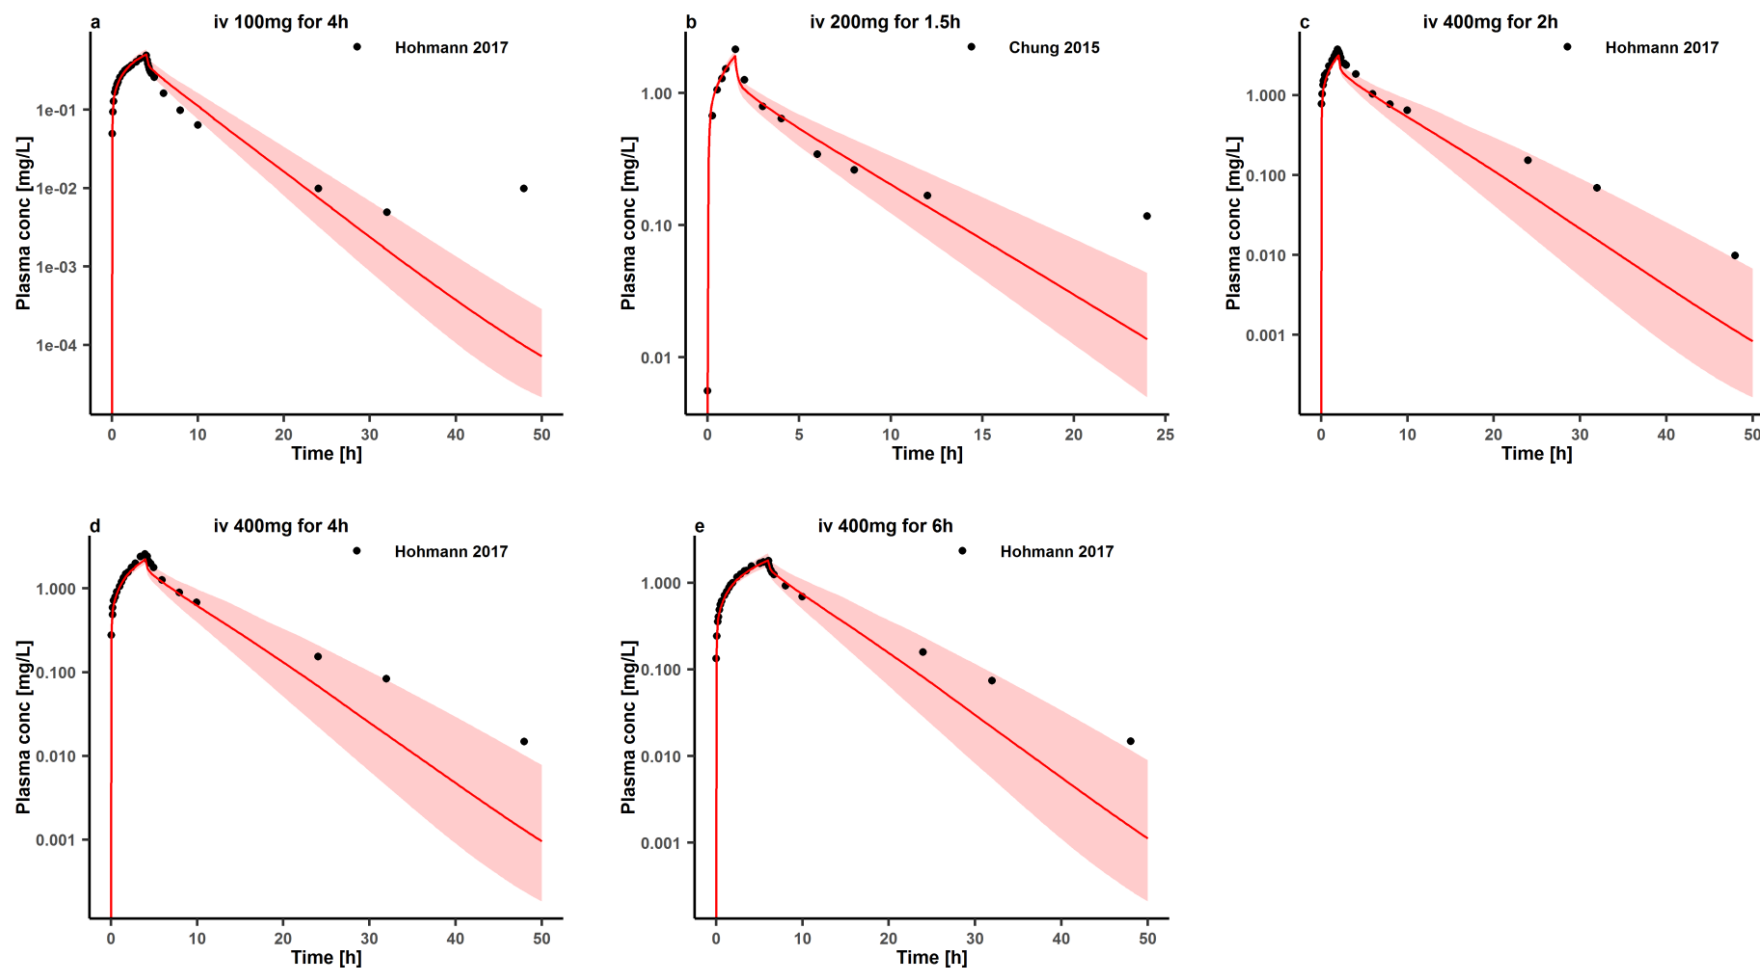 a
iv 100mg for 4h
Hohmann 2017
Plasma conc [mg/L]
1e-01
1e-02
1e-03
1e-04
0 10 20 30 40 50
Time [h]
b
iv 200mg for 1.5h
Chung 2015
Plasma conc [mg/L]
1.00
0.10
0.01
0 5 10 15 20 25
Time [h]
c
iv 400mg for 2h
Hohmann 2017
Plasma conc [mg/L]
1.000
0.100
0.010
0.001
0 10 20 30 40 50
Time [h]
d
iv 400mg for 4h
Hohmann 2017
Plasma conc [mg/L]
1.000
0.100
0.010
0.001
0 10 20 30 40 50
Time [h]
e
iv 400mg for 6h
Hohmann 2017
Plasma conc [mg/L]
1.000
0.100
0.010
0.001
0 10 20 30 40 50
Time [h]